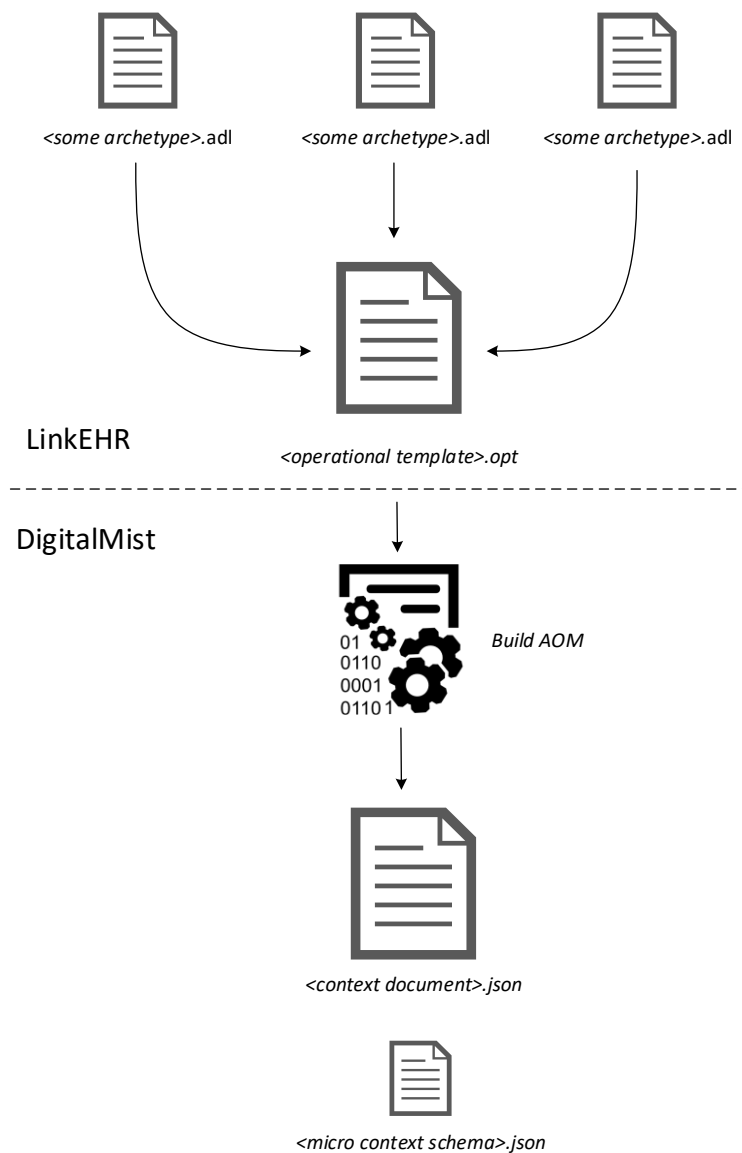 <some archetype>.adl
<some archetype>.adl
<some archetype>.adl
LinkEHR
<operational template>.opt
DigitalMist
Build AOM
01
0110
0001
01101
<context document>.json
<micro context schema>.json